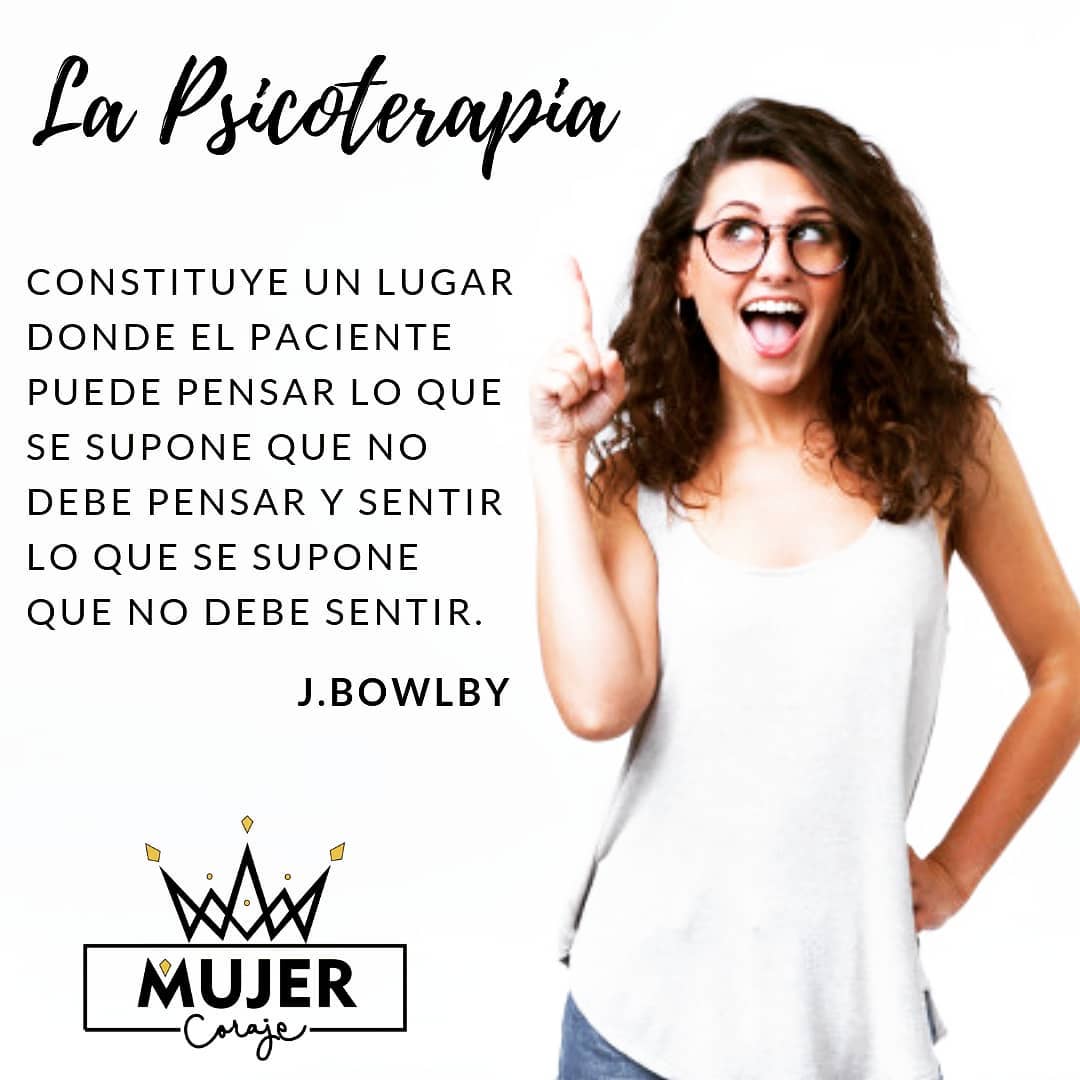 La Psicoterapia
CONSTITUYE UN LUGAR
DONDE EL PACIENTE
PUEDE PENSAR LO QUE
SE SUPONE QUE NO
DEBE PENSAR Y SENTIR
LO QUE SE SUPONE
QUE NO DEBE SENTIR.
J.BOWLBY
MUJER
Coraje